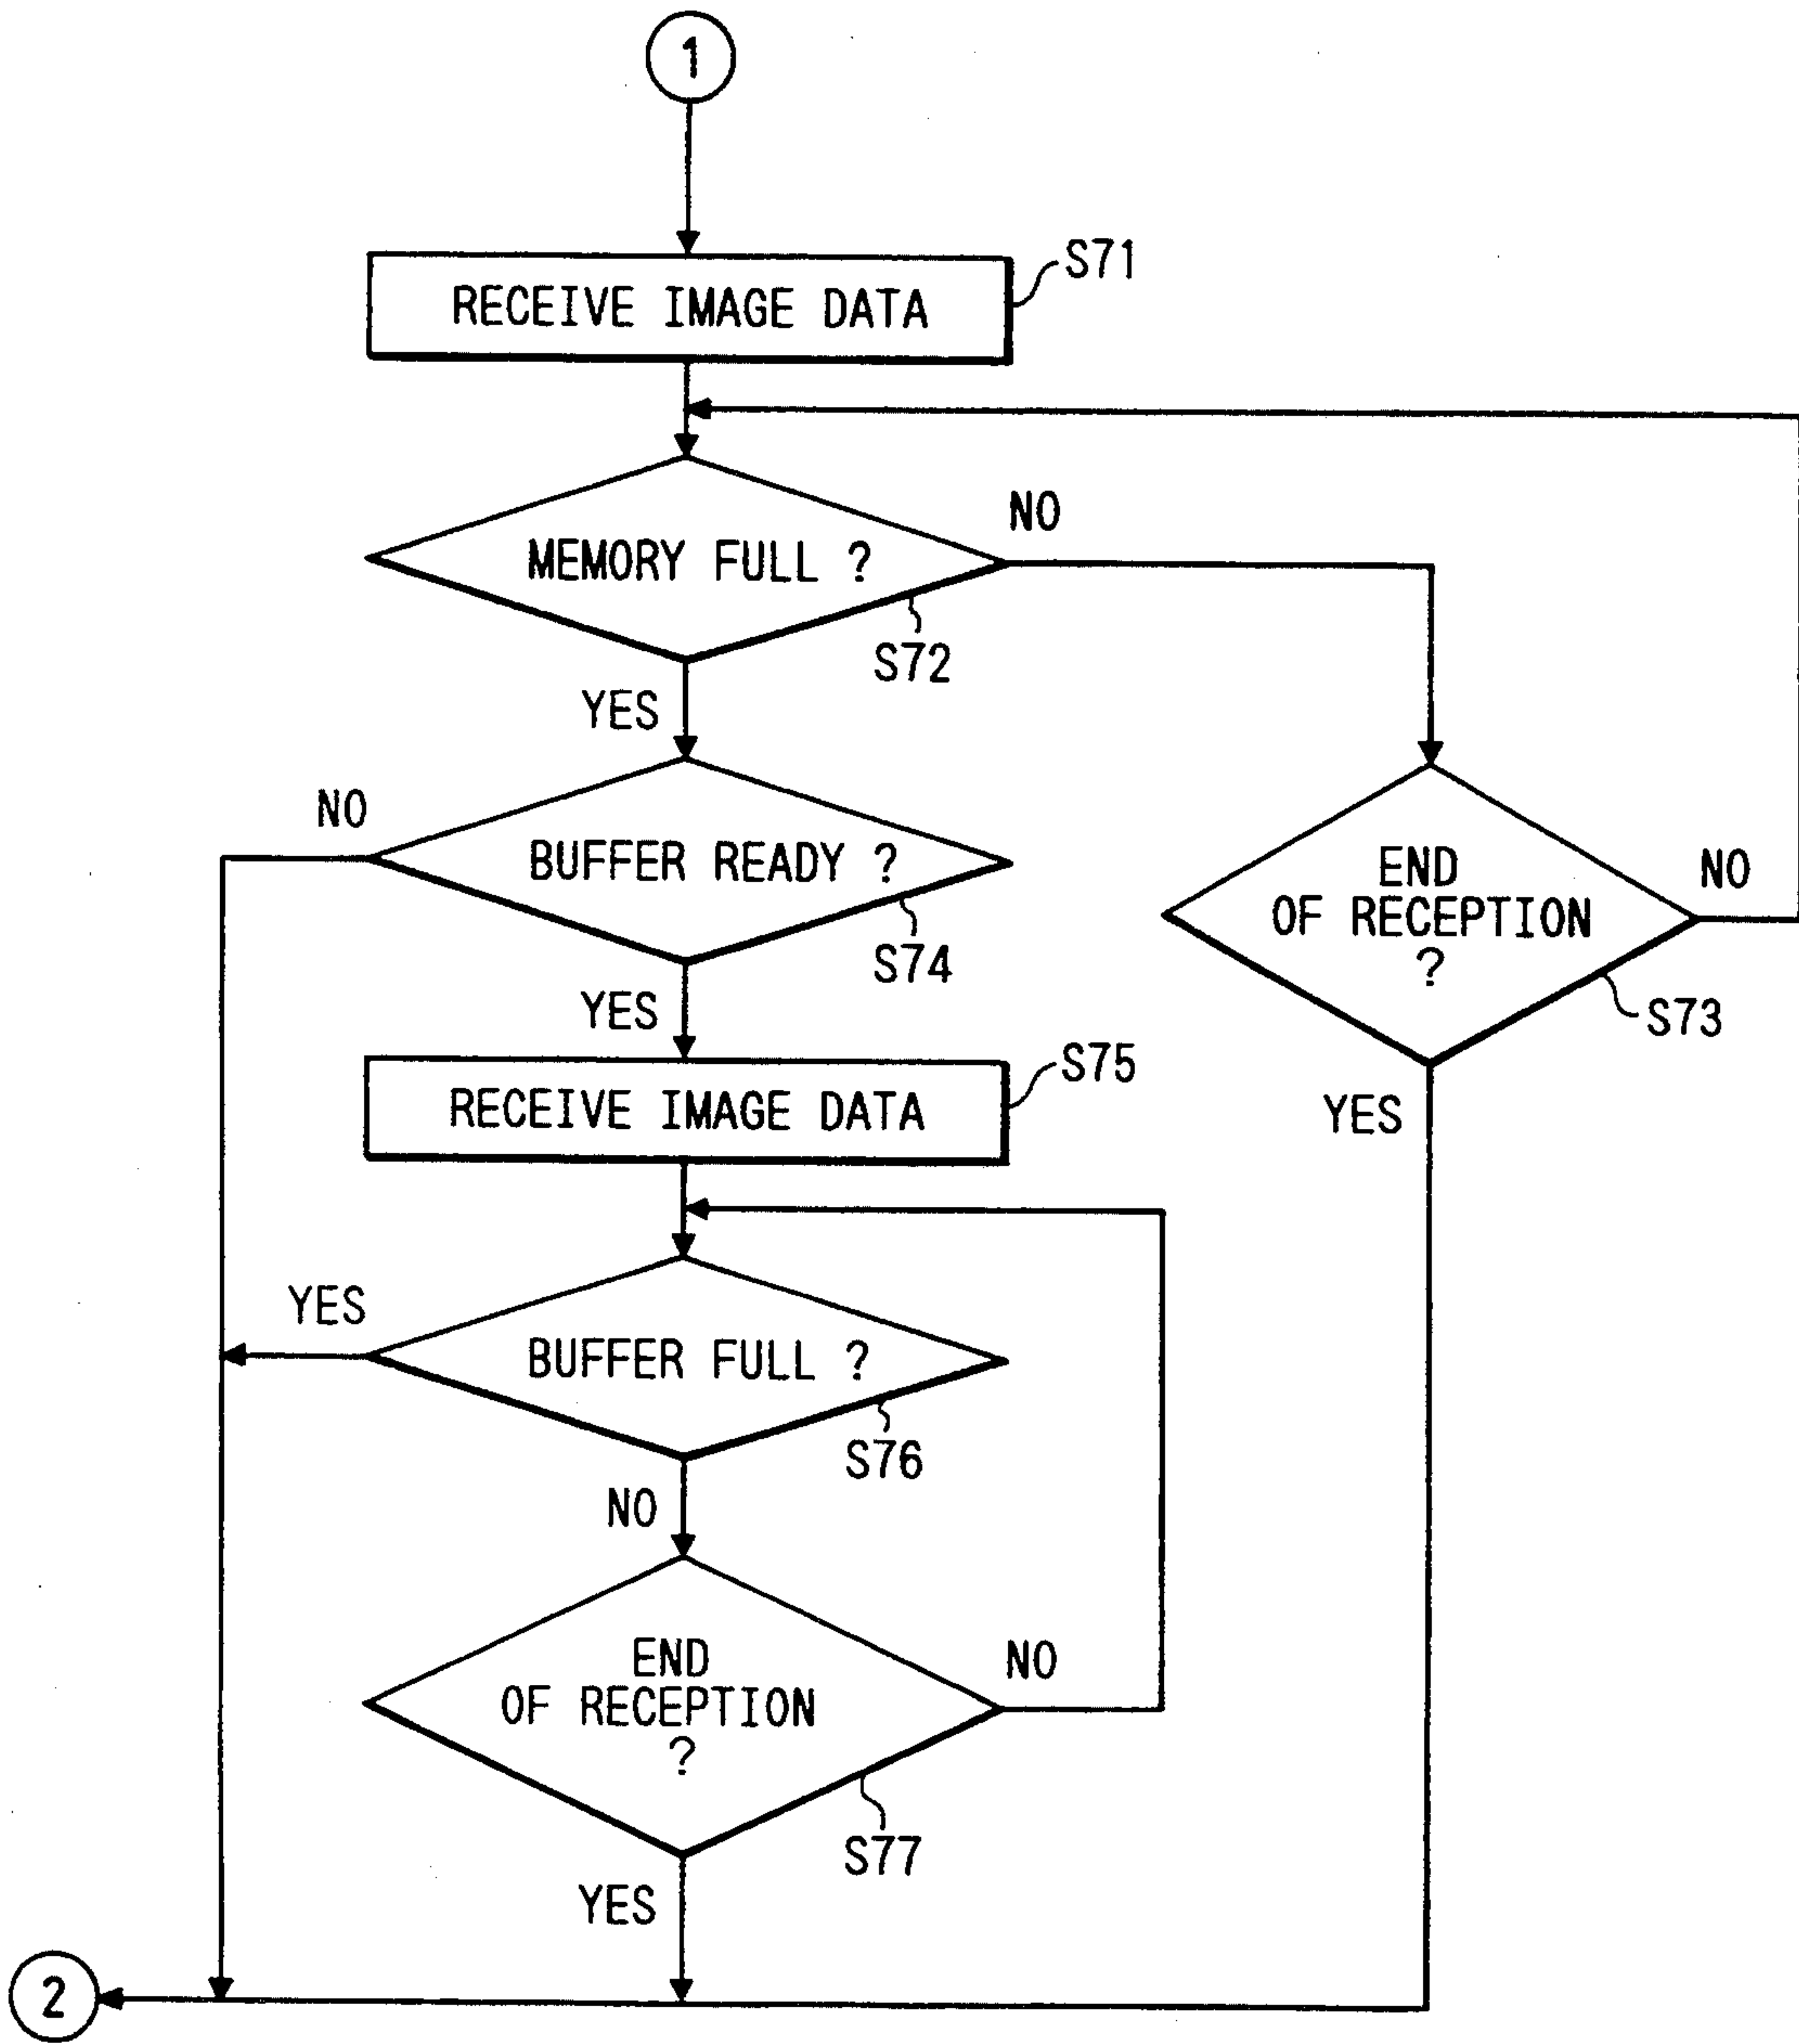 1
S71
RECEIVE IMAGE DATA
NO
MEMORY FULL ?
S72
YES
NO
BUFFER READY ?
S74
END
OF RECEPTION
?
NO
S73
YES
YES
S75
RECEIVE IMAGE DATA
YES
BUFFER FULL ?
S76
NO
END
OF RECEPTION
?
NO
S77
YES
2